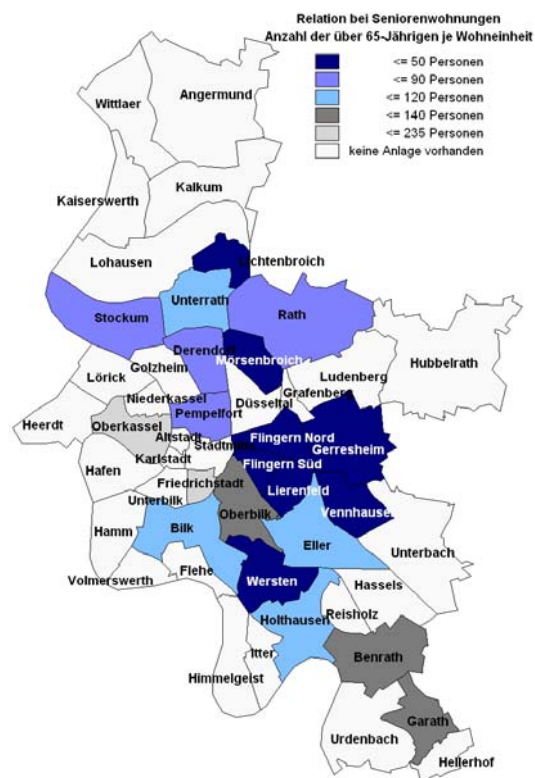 Relation bei Seniorenwohnungen
Anzahl der über 65-Jährigen je Wohneinheit
<= 50 Personen
<= 90 Personen
<= 120 Personen
<= 140 Personen
<= 235 Personen
keine Anlage vorhanden
Angermund
Wittlaer
Kalkum
Kaiserswerth
Lohausen
Lichtenbroich
Unterrath
Stockum
Rath
Derendorf
Mörsenbroich
Hubbelrath
Golzheim
Ludenberg
Lörick
Grafenberg
Niederkassel
Düsseltal
Pempelfort
Heerdt
Oberkassel
Altstadt
Flingern Nord
Stadtmitte
Gerresheim
Karlstadt
Flingern Süd
Hafen
Friedrichstadt
Lierenfeld
Unterbilk
Vennhausen
Oberbilk
Hamm
Bilk
Eller
Unterbach
Volmerswerth
Flehe
Wersten
Hassels
Reisholz
Holthausen
Itter
Benrath
Himmelgeist
Garath
Urdenbach
Hellerhof